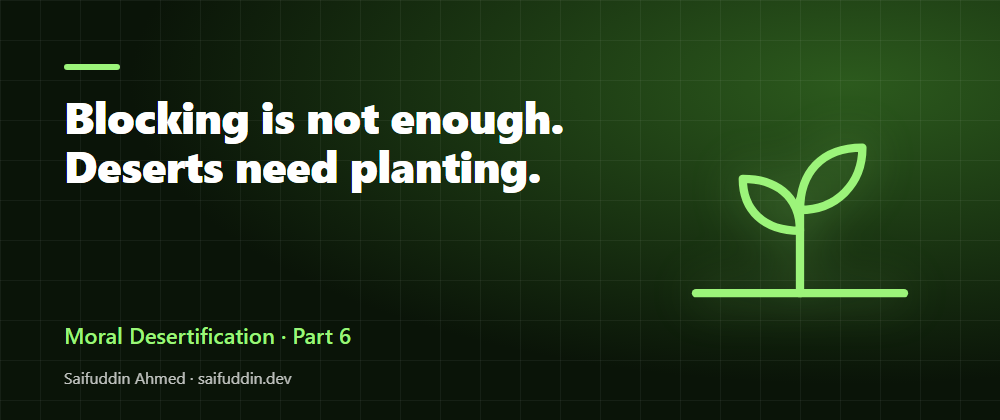 Blocking is not enough.
Deserts need planting.
Moral Desertification · Part 6
Saifuddin Ahmed · saifuddin.dev